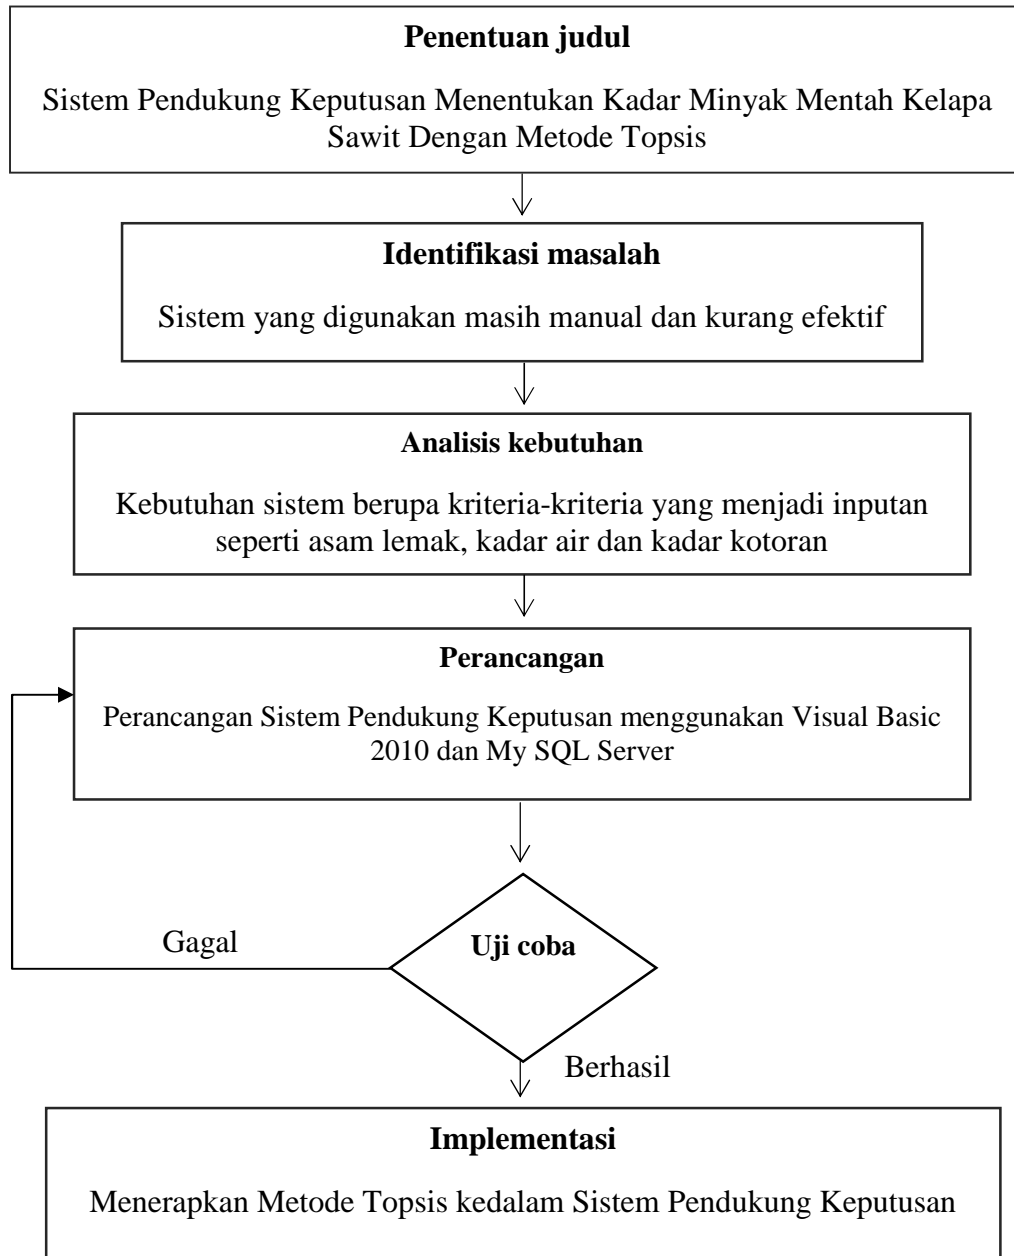 Penentuan judul
Sistem Pendukung Keputusan Menentukan Kadar Minyak Mentah Kelapa
Sawit Dengan Metode Topsis
Identifikasi masalah
Sistem yang digunakan masih manual dan kurang efektif
Analisis kebutuhan
Kebutuhan sistem berupa kriteria-kriteria yang menjadi inputan
seperti asam lemak, kadar air dan kadar kotoran
Perancangan
Perancangan Sistem Pendukung Keputusan menggunakan Visual Basic
2010 dan My SQL Server
Gagal
Uji coba
Berhasil
Implementasi
Menerapkan Metode Topsis kedalam Sistem Pendukung Keputusan